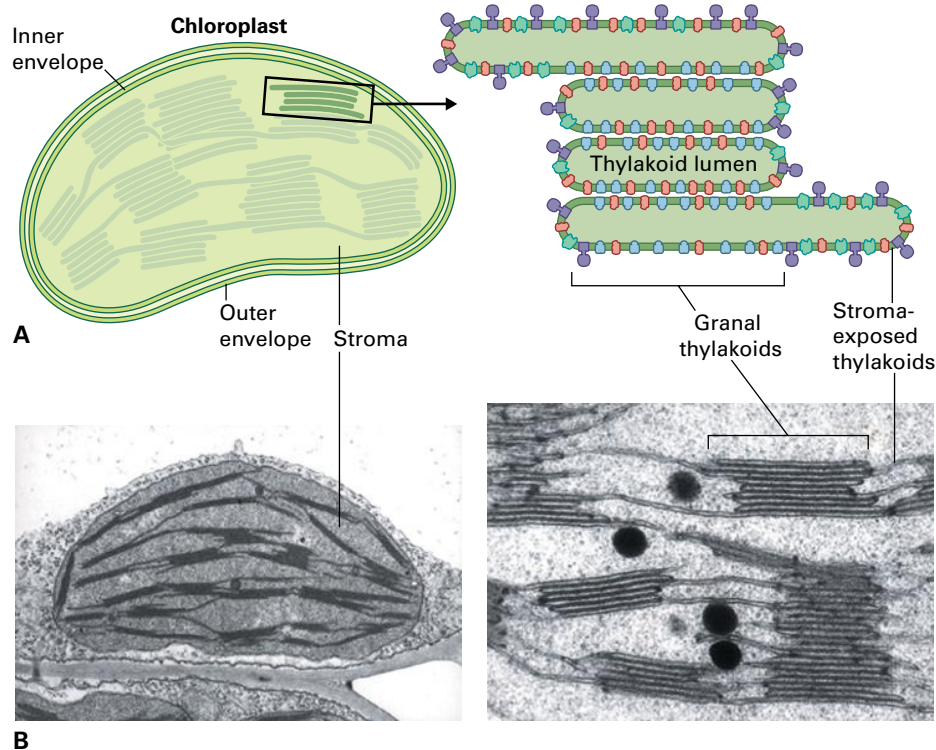 Chloroplast
Inner
envelope
Thylakoid lumen
Outer
envelope
Stroma
Granal
thylakoids
Stroma-
exposed
thylakoids
A
B